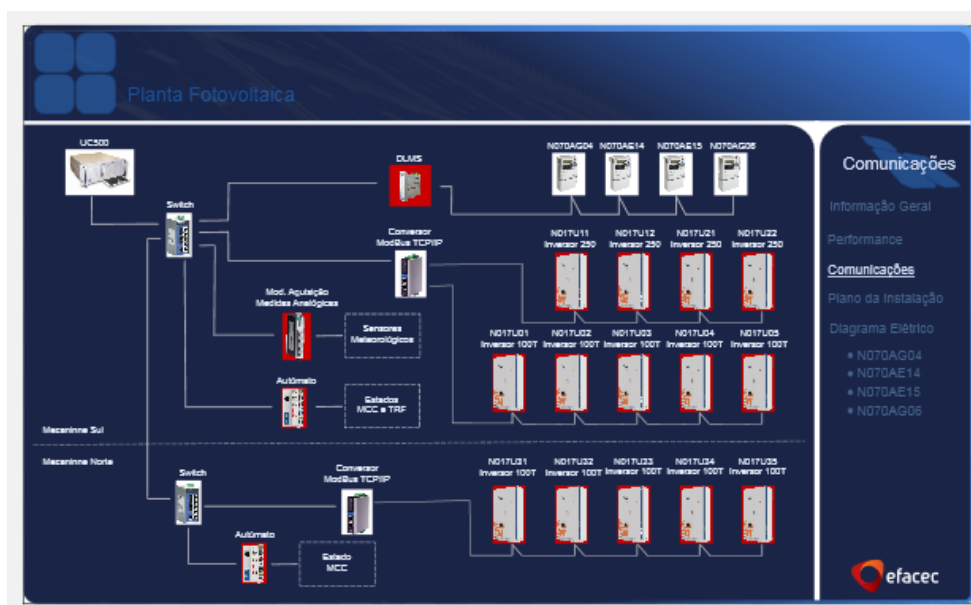 Planta Fotovoltaica
UC500
DLMS
N070AG04 N070AE14 N070AE15 N070AG06
Switch
Conversor
ModBus TCP/IP
N017U11 N017U12 N017U21 N017U22
Inversor 250 Inversor 250 Inversor 250 Inversor 250
Mod. Aquisição
Medidas Analógicas
Sensores
Meteorológicos
N017U01 N017U02 N017U03 N017U04 N017U05
Inversor 100T Inversor 100T Inversor 100T Inversor 100T Inversor 100T
Autómato
Estados
MCC e TRF
Mecaninne Sul
Mecaninne Norte
Switch
Conversor
ModBus TCP/IP
N017U31 N017U32 N017U33 N017U34 N017U35
Inversor 100T Inversor 100T Inversor 100T Inversor 100T Inversor 100T
Autómato
Estado
MCC
Comunicações
Informação Geral
Performance
Comunicações
Plano da Instalação
Diagrama Elétrico
• N070AG04
• N070AE14
• N070AE15
• N070AG06
efacec